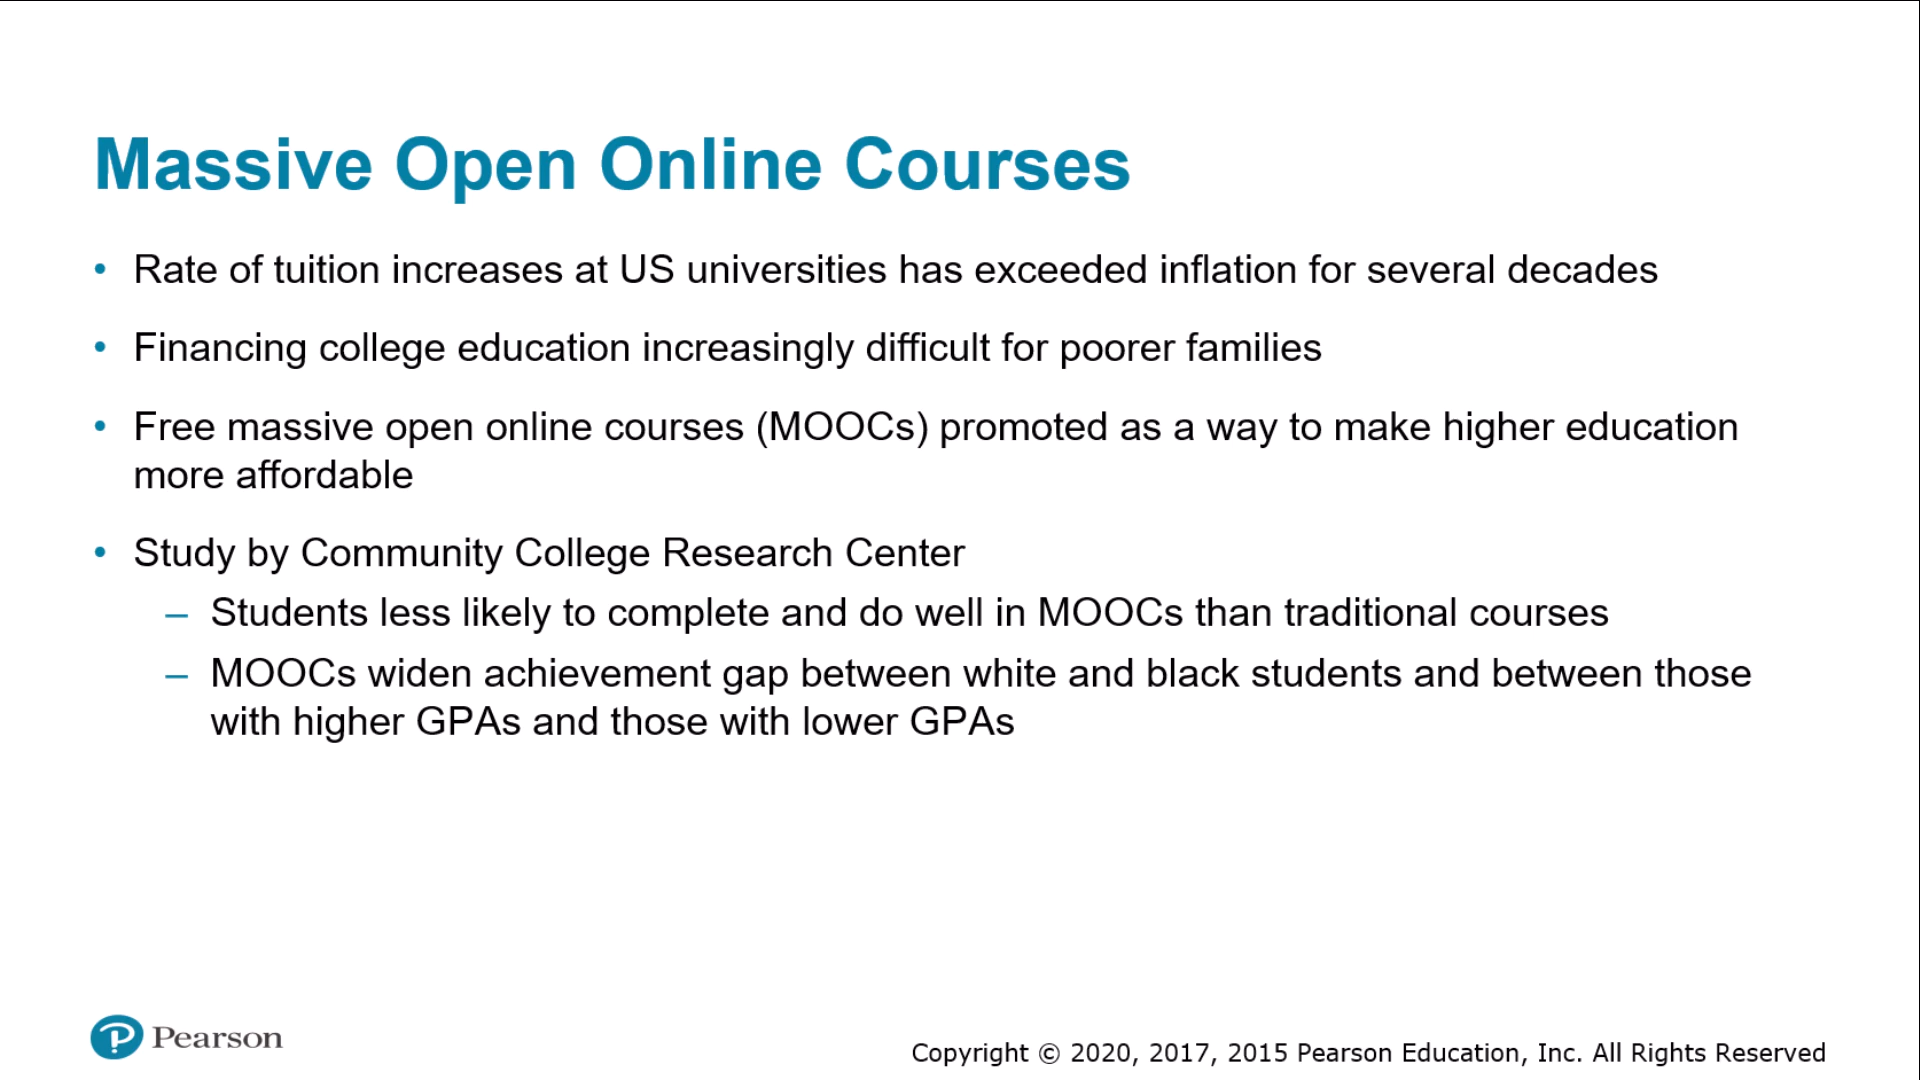 Massive Open Online Courses
• Rate of tuition increases at US universities has exceeded inflation for several decades
• Financing college education increasingly difficult for poorer families
• Free massive open online courses (MOOCs) promoted as a way to make higher education
more affordable
• Study by Community College Research Center
– Students less likely to complete and do well in MOOCs than traditional courses
– MOOCs widen achievement gap between white and black students and between those
with higher GPAs and those with lower GPAs
Pearson
Copyright © 2020, 2017, 2015 Pearson Education, Inc. All Rights Reserved